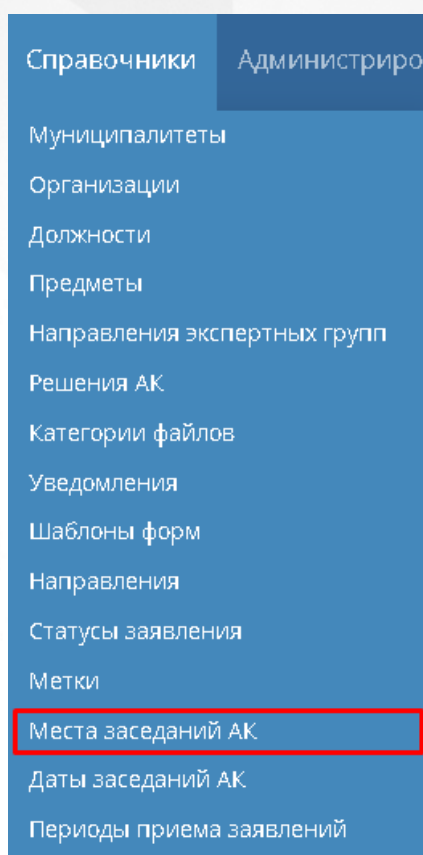 Справочники Администриро
Муниципалитеты
Организации
Должности
Предметы
Направления экспертных групп
Решения АК
Категории файлов
Уведомления
Шаблоны форм
Направления
Статусы заявления
Метки
Места заседаний АК
Даты заседаний АК
Периоды приема заявлений